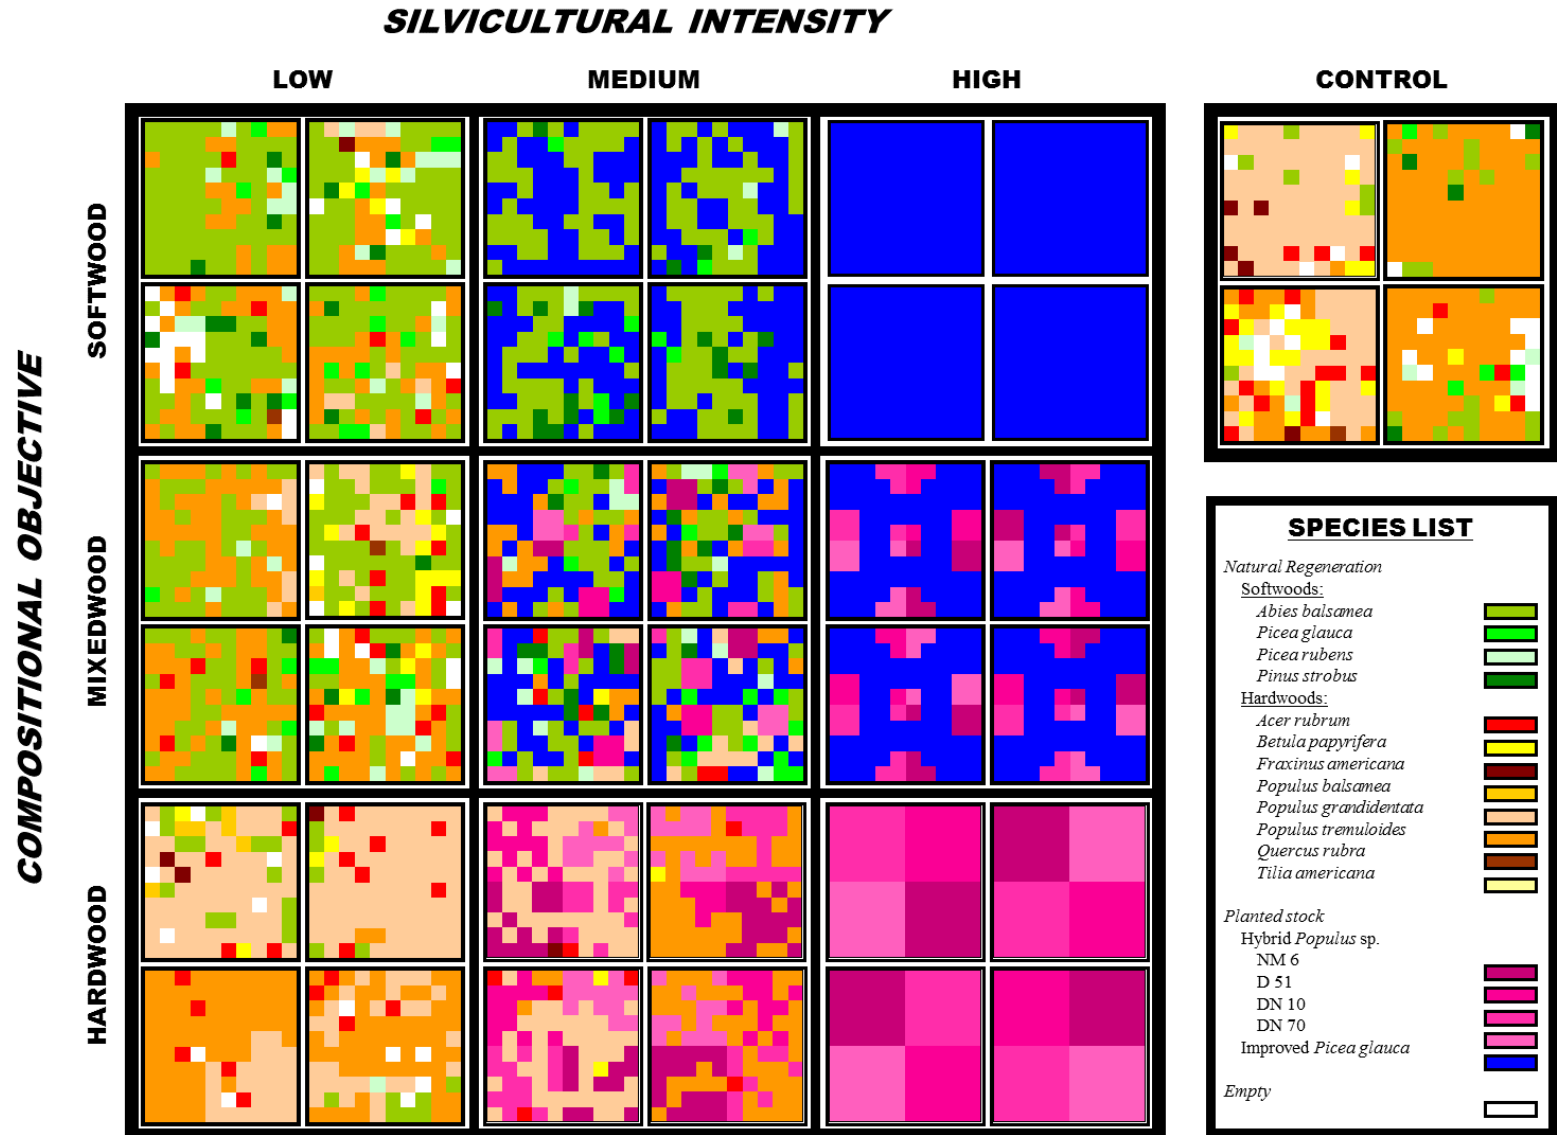 SILVICULTURAL INTENSITY
LOW
MEDIUM
HIGH
CONTROL
COMPOSITIONAL OBJECTIVE
SOFTWOOD
MIXEDWOOD
HARDWOOD
SPECIES LIST
Natural Regeneration
Softwoods:
Abies balsamea
Picea glauca
Picea rubens
Pinus strobus
Hardwoods:
Acer rubrum
Betula papyrifera
Fraxinus americana
Populus balsamea
Populus grandidentata
Populus tremuloides
Quercus rubra
Tilia americana
Planted stock
Hybrid Populus sp.
NM 6
D 51
DN 10
DN 70
Improved Picea glauca
Empty